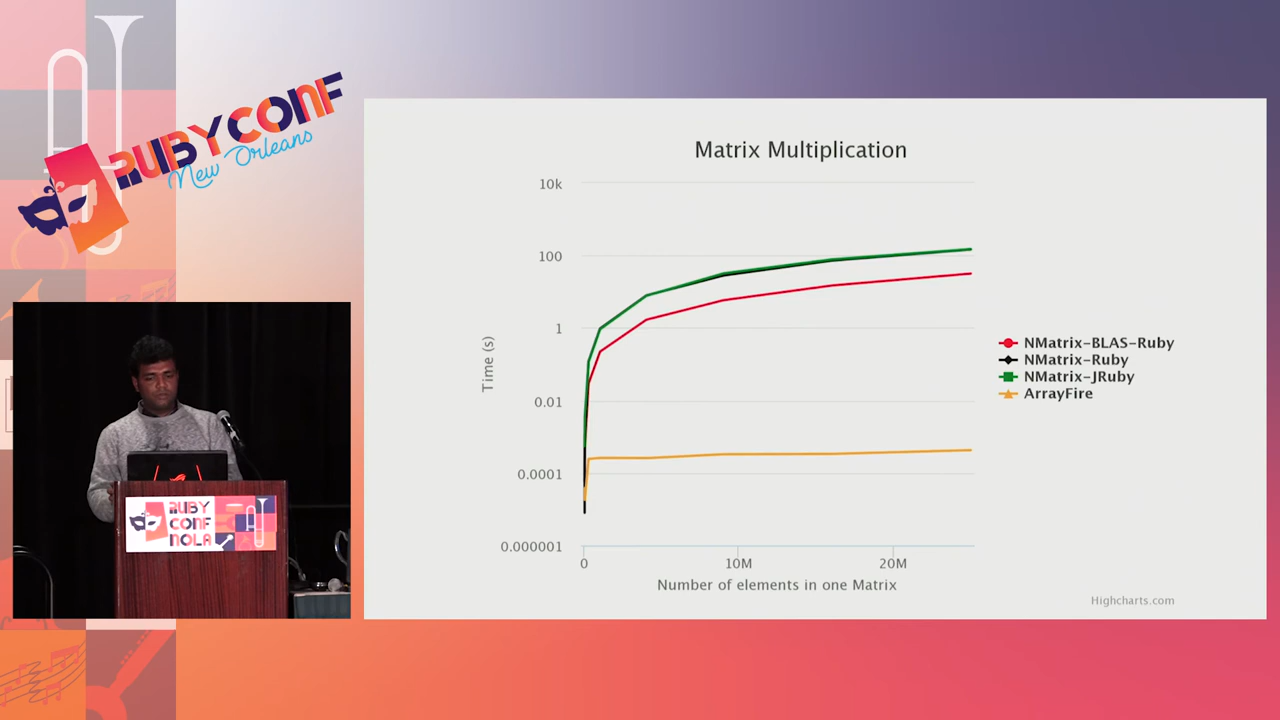 RUBYCONF
New Orleans
RUBY
CONF
NOLA
Matrix Multiplication
10k
100
1
0.01
0.0001
0.000001
Time (s)
0
10M
20M
Number of elements in one Matrix
NMatrix-BLAS-Ruby
NMatrix-Ruby
NMatrix-JRuby
ArrayFire
Highcharts.com